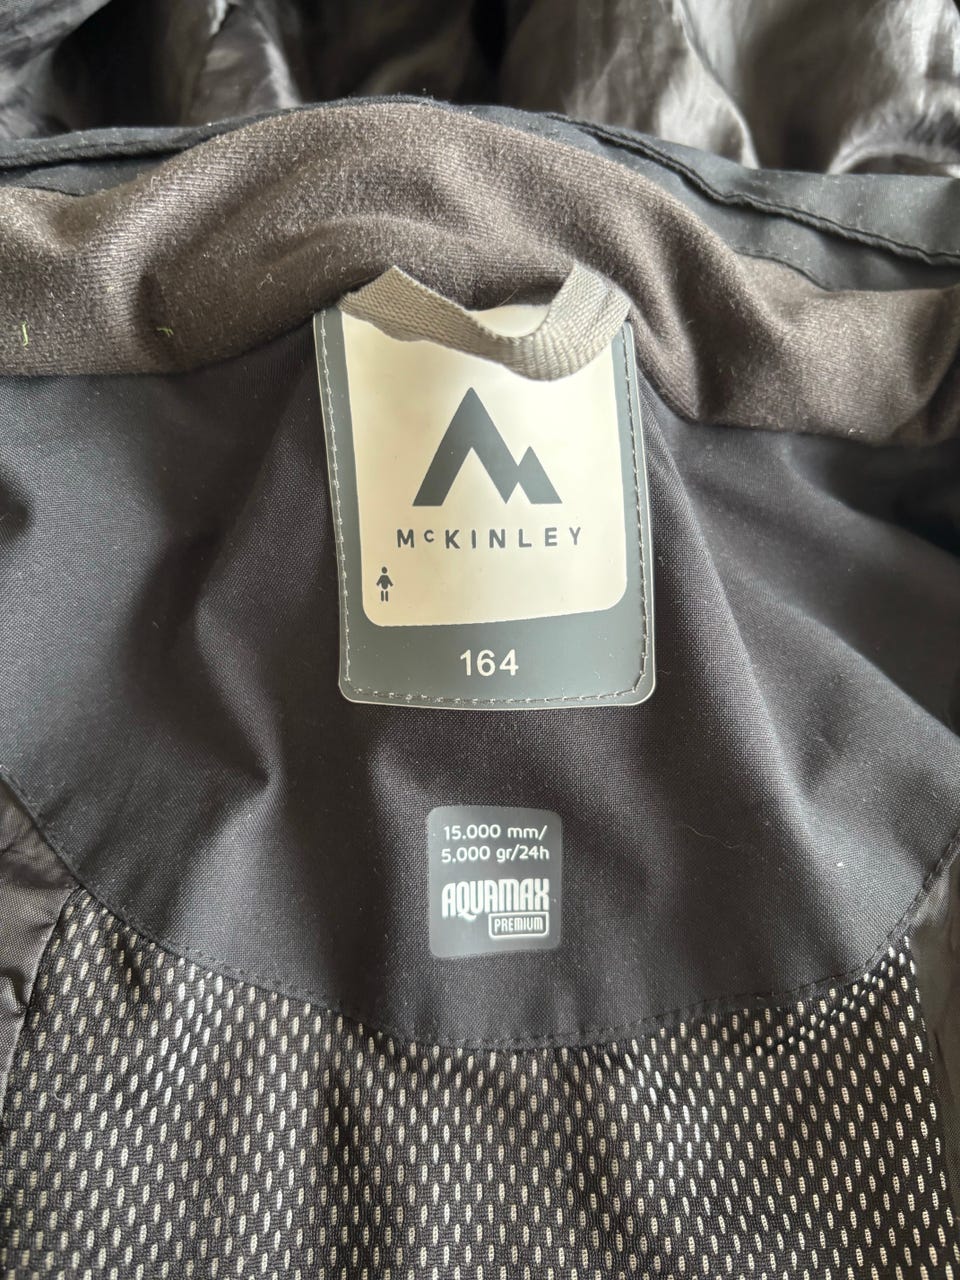 McKINLEY
164
15.000 mm/
5.000 gr/24h
AQUAMAX
PREMIUM